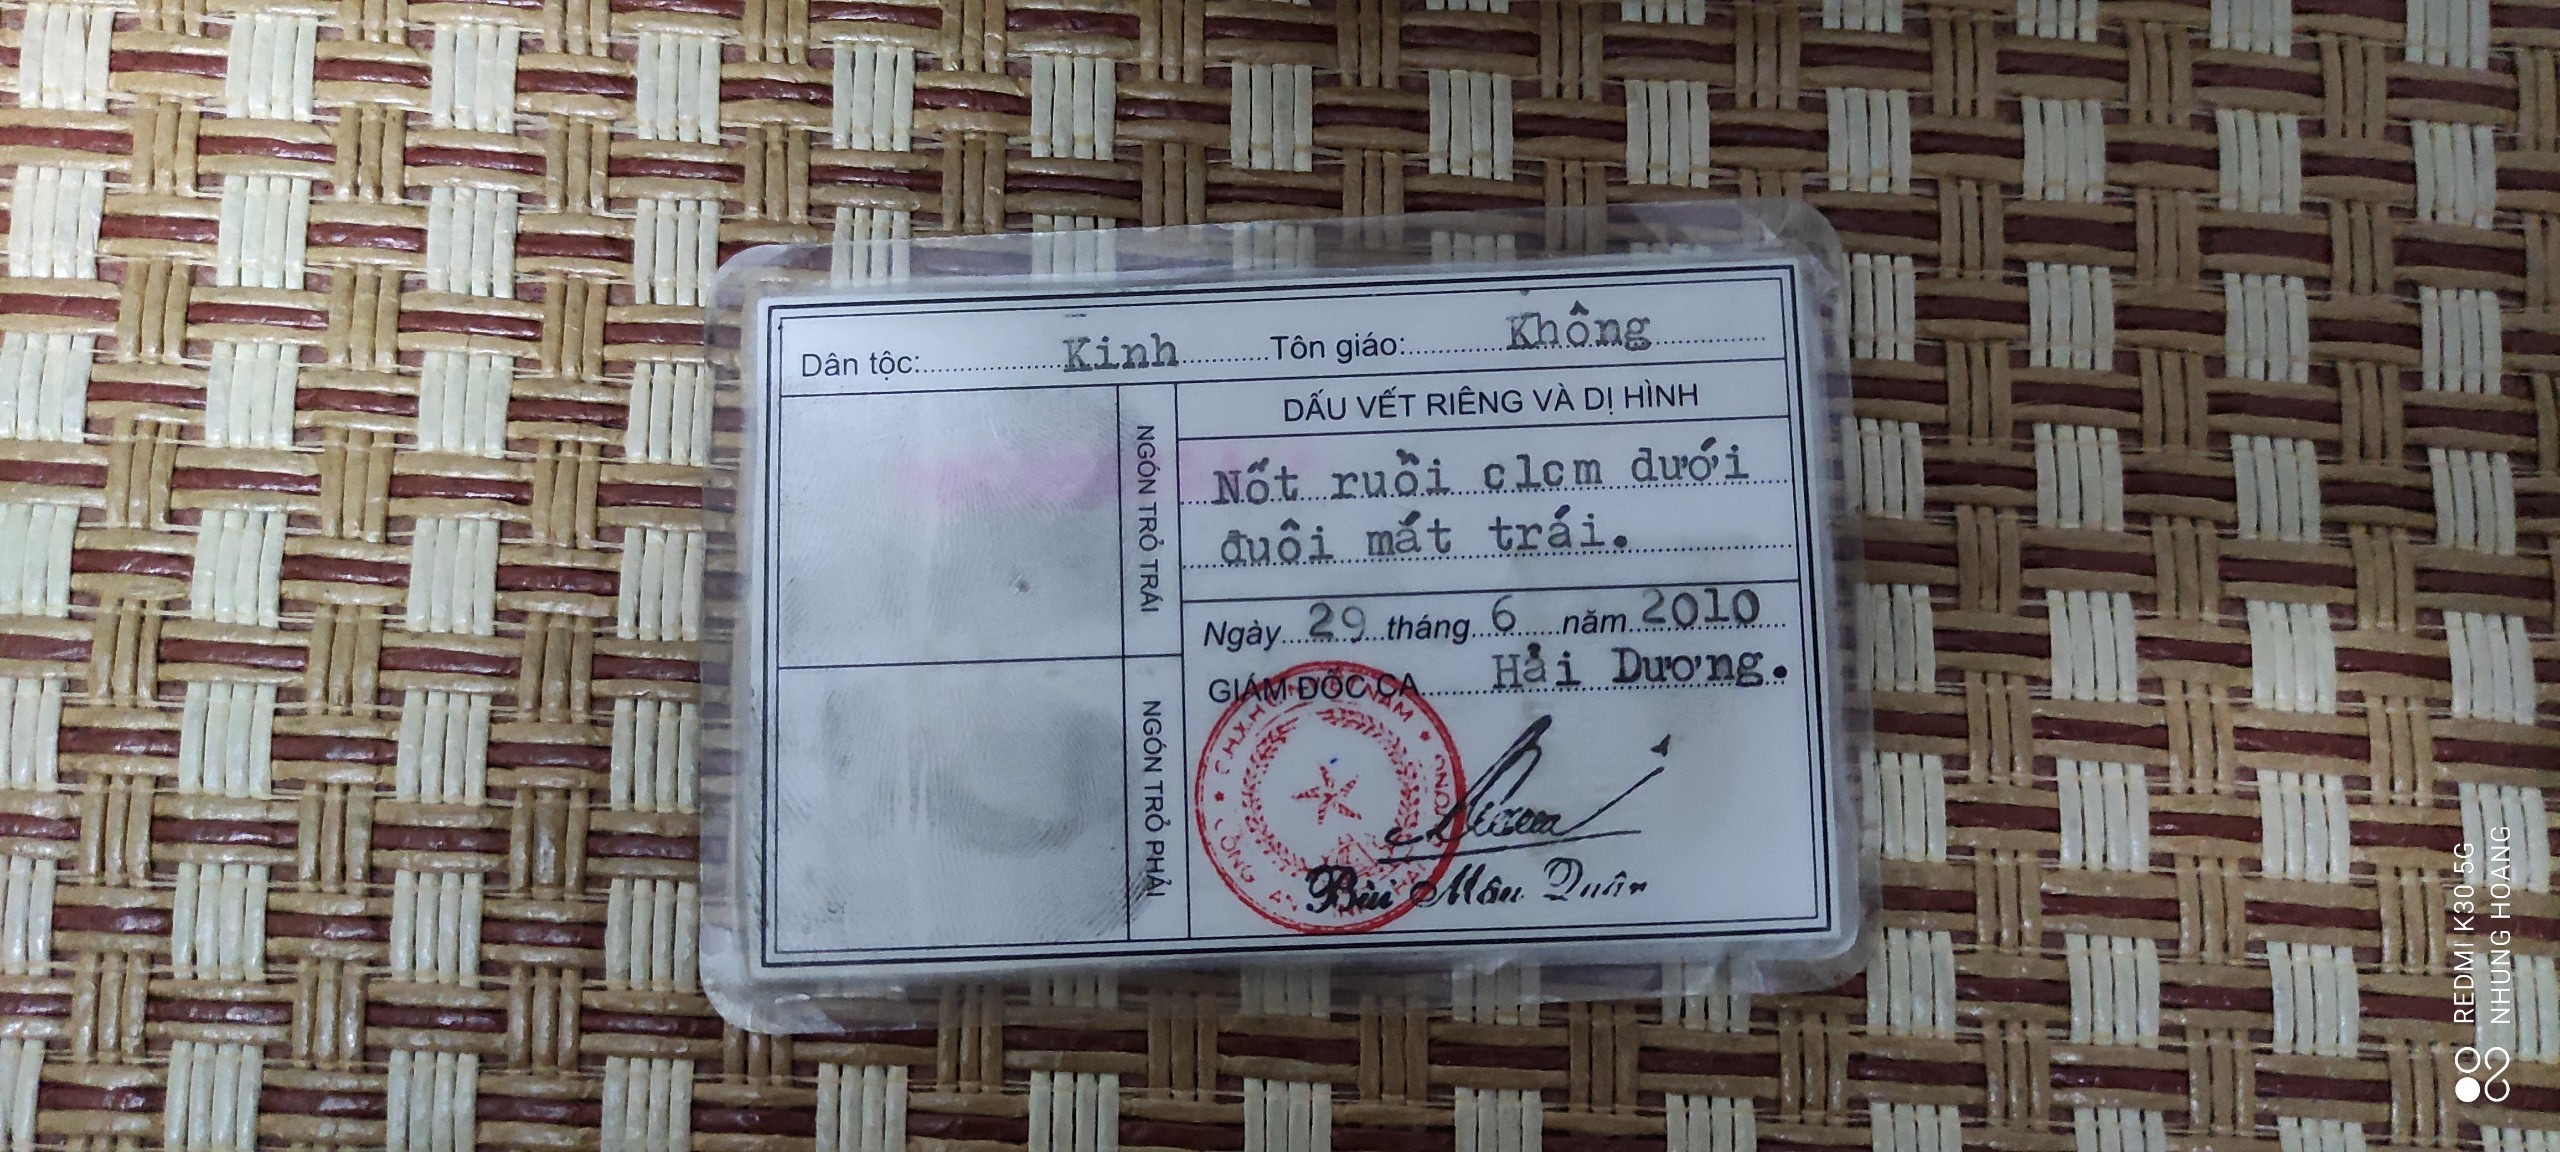 Dân tộc: Kinh Tôn giáo: Không
DẤU VẾT RIÊNG VÀ DỊ HÌNH
NGÓN TRỎ TRÁI
Nốt ruồi c1cm dưới
đuôi mắt trái.
Ngày 29 tháng 6 năm 2010
GIÁM ĐỐC CA Hải Dương.
NGÓN TRỎ PHẢI
Bùi Mậu Quân
REDMI K30 5G
NHUNG HOANG